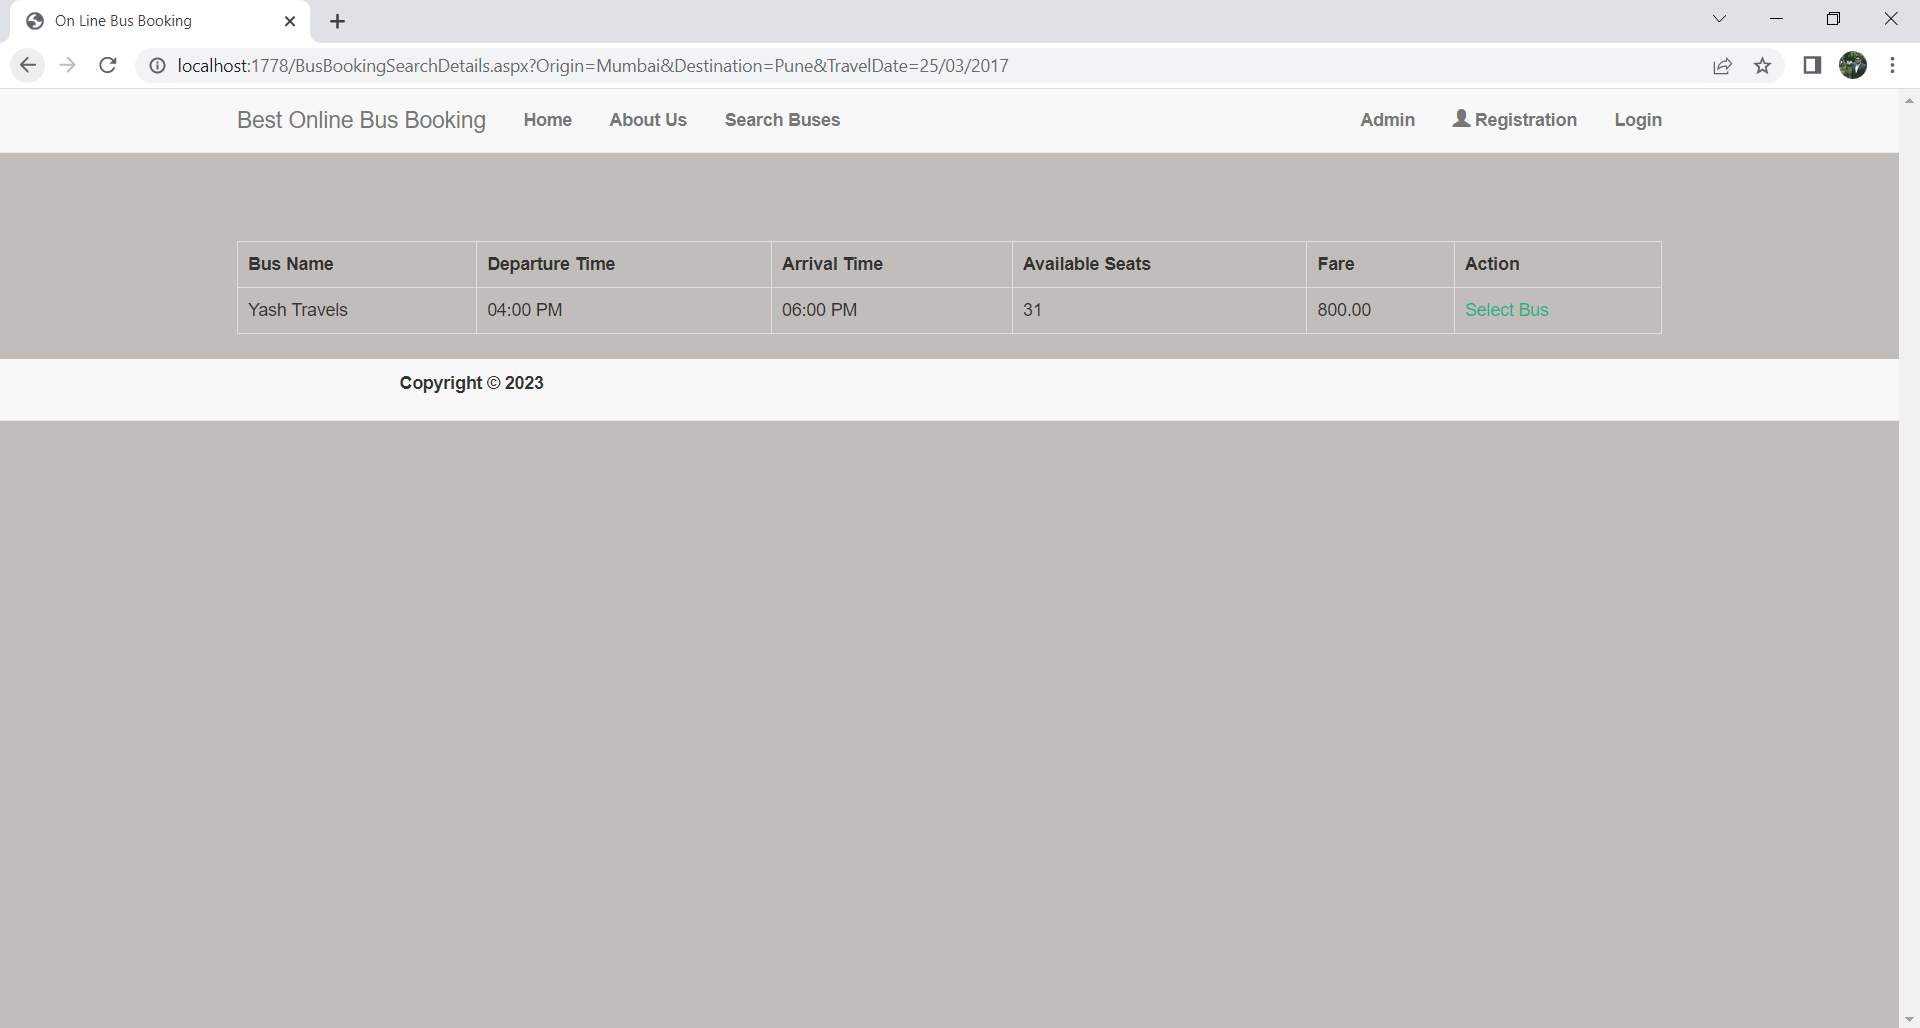 On Line Bus Booking
localhost:1778/BusBookingSearchDetails.aspx?Origin=Mumbai&Destination=Pune&TravelDate=25/03/2017
Best Online Bus Booking Home About Us Search Buses Admin Registration Login
Bus Name Departure Time Arrival Time Available Seats Fare Action
Yash Travels 04:00 PM 06:00 PM 31 800.00 Select Bus
Copyright © 2023